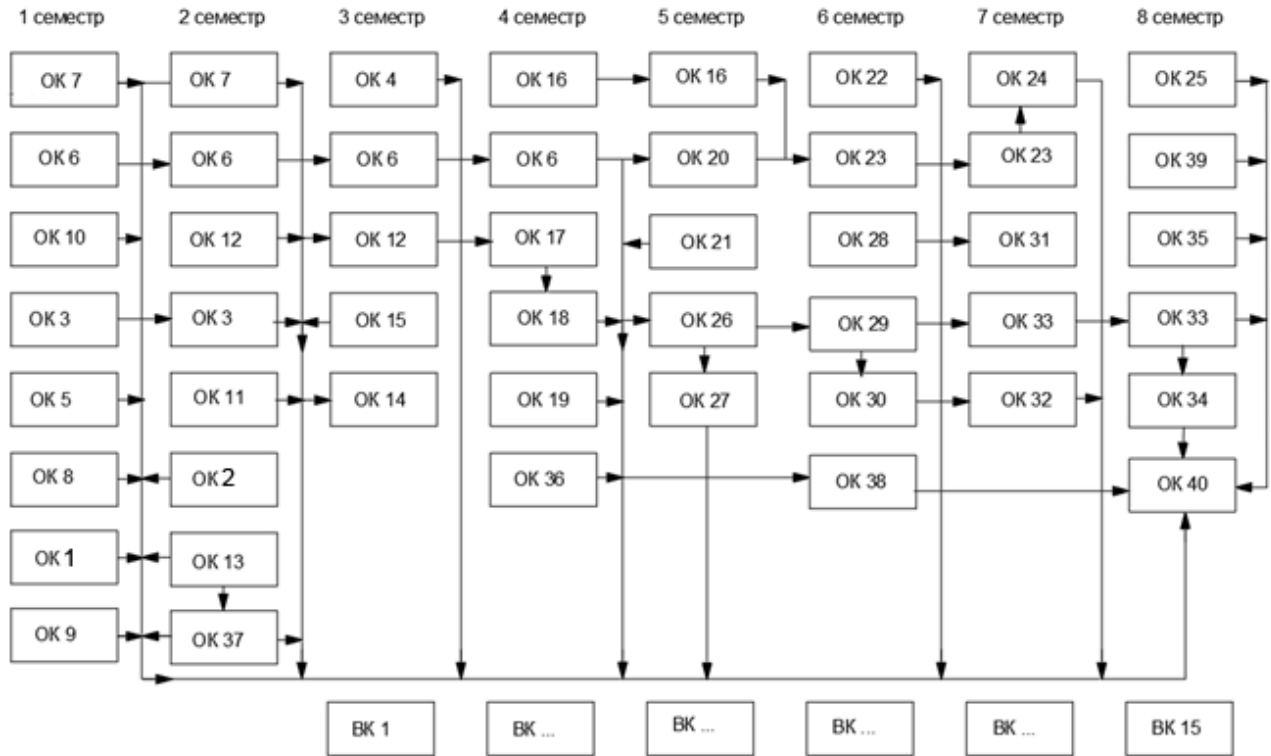 1 семестр 2 семестр 3 семестр 4 семестр 5 семестр 6 семестр 7 семестр 8 семестр
ОК 7 ОК 7 ОК 4 ОК 16 ОК 16 ОК 22 ОК 24 ОК 25
ОК 6 ОК 6 ОК 6 ОК 6 ОК 20 ОК 23 ОК 23 ОК 39
ОК 10 ОК 12 ОК 12 ОК 17 ОК 21 ОК 28 ОК 31 ОК 35
ОК 3 ОК 3 ОК 15 ОК 18 ОК 26 ОК 29 ОК 33 ОК 33
ОК 5 ОК 11 ОК 14 ОК 19 ОК 27 ОК 30 ОК 32 ОК 34
ОК 8 ОК 2 ОК 36 ОК 38 ОК 40
ОК 1 ОК 13
ОК 9 ОК 37
ВК 1 ВК ... ВК ... ВК ... ВК ... ВК 15